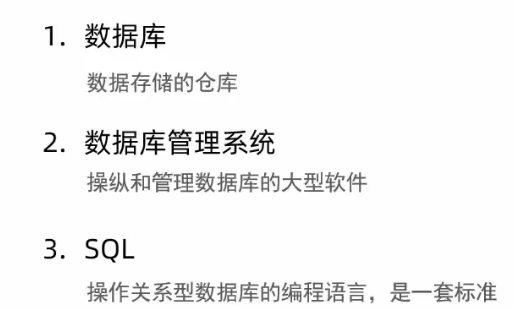 1. 数据库
数据存储的仓库
2. 数据库管理系统
操纵和管理数据库的大型软件
3. SQL
操作关系型数据库的编程语言，是一套标准